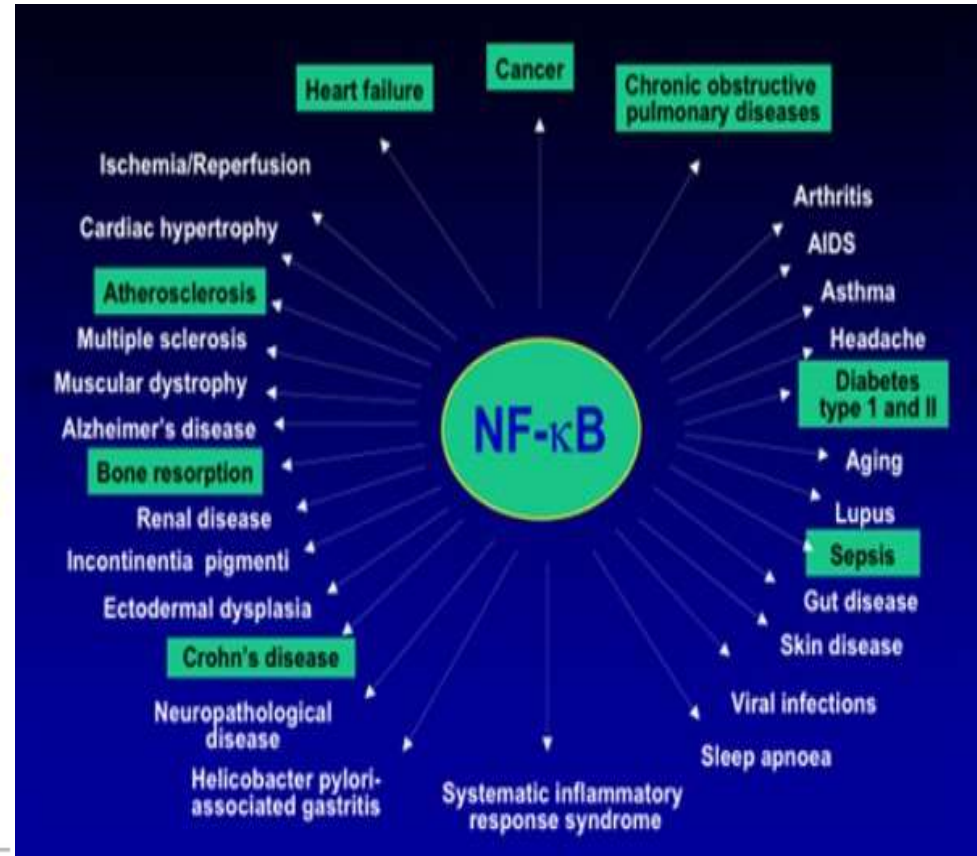 Cancer
Heart failure
Chronic obstructive
pulmonary diseases
Ischemia/Reperfusion
Arthritis
Cardiac hypertrophy
AIDS
Atherosclerosis
Asthma
Multiple sclerosis
Headache
Muscular dystrophy
Diabetes
type 1 and II
NF-κB
Alzheimer's disease
Aging
Bone resorption
Lupus
Renal disease
Sepsis
Incontinentia pigmenti
Gut disease
Ectodermal dysplasia
Skin disease
Crohn's disease
Viral infections
Neuropathological
disease
Sleep apnoea
Helicobacter pylori-
associated gastritis
Systematic inflammatory
response syndrome